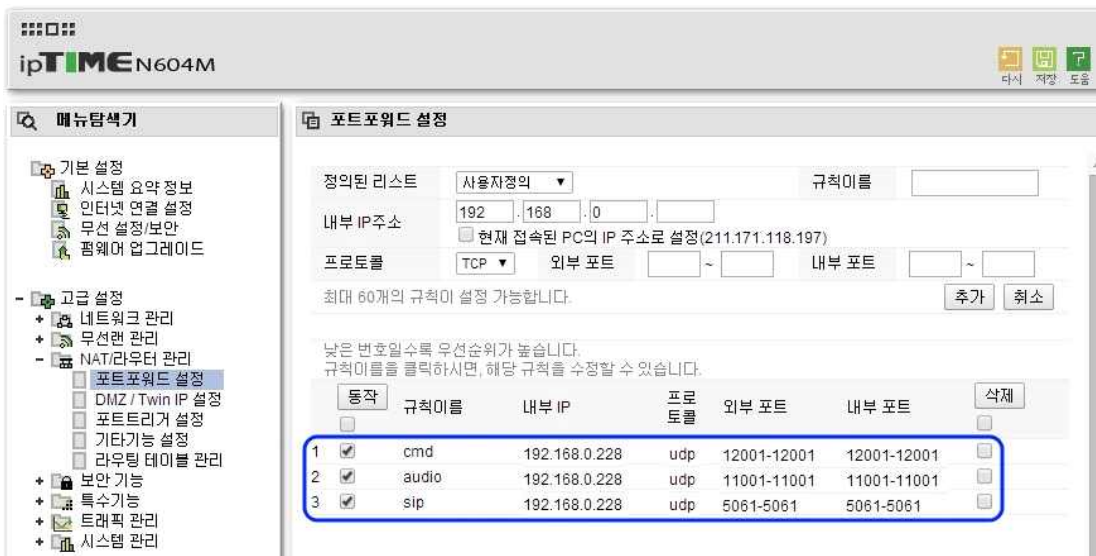 ipTIME N604M
다시 저장 도움
메뉴탐색기
기본 설정
시스템 요약 정보
인터넷 연결 설정
무선 설정/보안
펌웨어 업그레이드
고급 설정
네트워크 관리
무선랜 관리
NAT/라우터 관리
포트포워드 설정
DMZ / Twin IP 설정
포트트리거 설정
기타기능 설정
라우팅 테이블 관리
보안 기능
특수기능
트래픽 관리
시스템 관리
포트포워드 설정
정의된 리스트 사용자정의 규칙이름
내부 IP주소 192 . 168 . 0 .
현재 접속된 PC의 IP 주소로 설정(211.171.118.197)
프로토콜 TCP 외부 포트 ~ 내부 포트 ~
최대 60개의 규칙이 설정 가능합니다. 추가 취소
낮은 번호일수록 우선순위가 높습니다.
규칙이름을 클릭하시면, 해당 규칙을 수정할 수 있습니다.
동작 규칙이름 내부 IP 프로토콜 외부 포트 내부 포트 삭제
1 cmd 192.168.0.228 udp 12001-12001 12001-12001
2 audio 192.168.0.228 udp 11001-11001 11001-11001
3 sip 192.168.0.228 udp 5061-5061 5061-5061